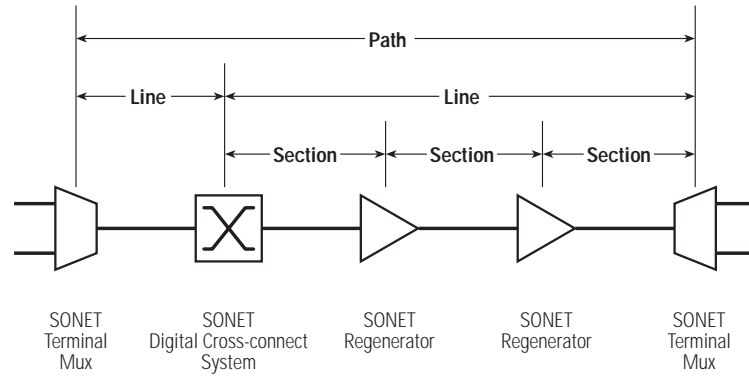 Path
Line Line
Section Section Section
SONET
Terminal
Mux
SONET
Digital Cross-connect
System
SONET
Regenerator
SONET
Regenerator
SONET
Terminal
Mux